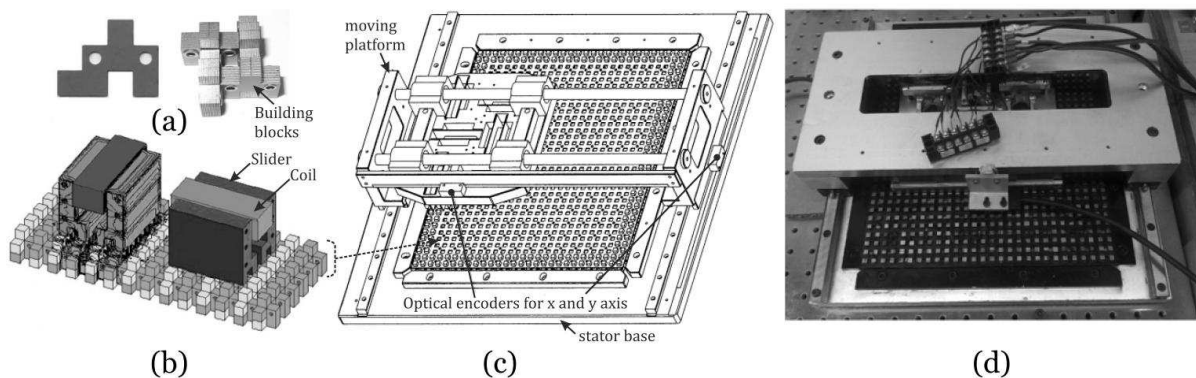 (a)
Building
blocks
Slider
Coil
(b)
moving
platform
Optical encoders for x and y axis
stator base
(c)
(d)